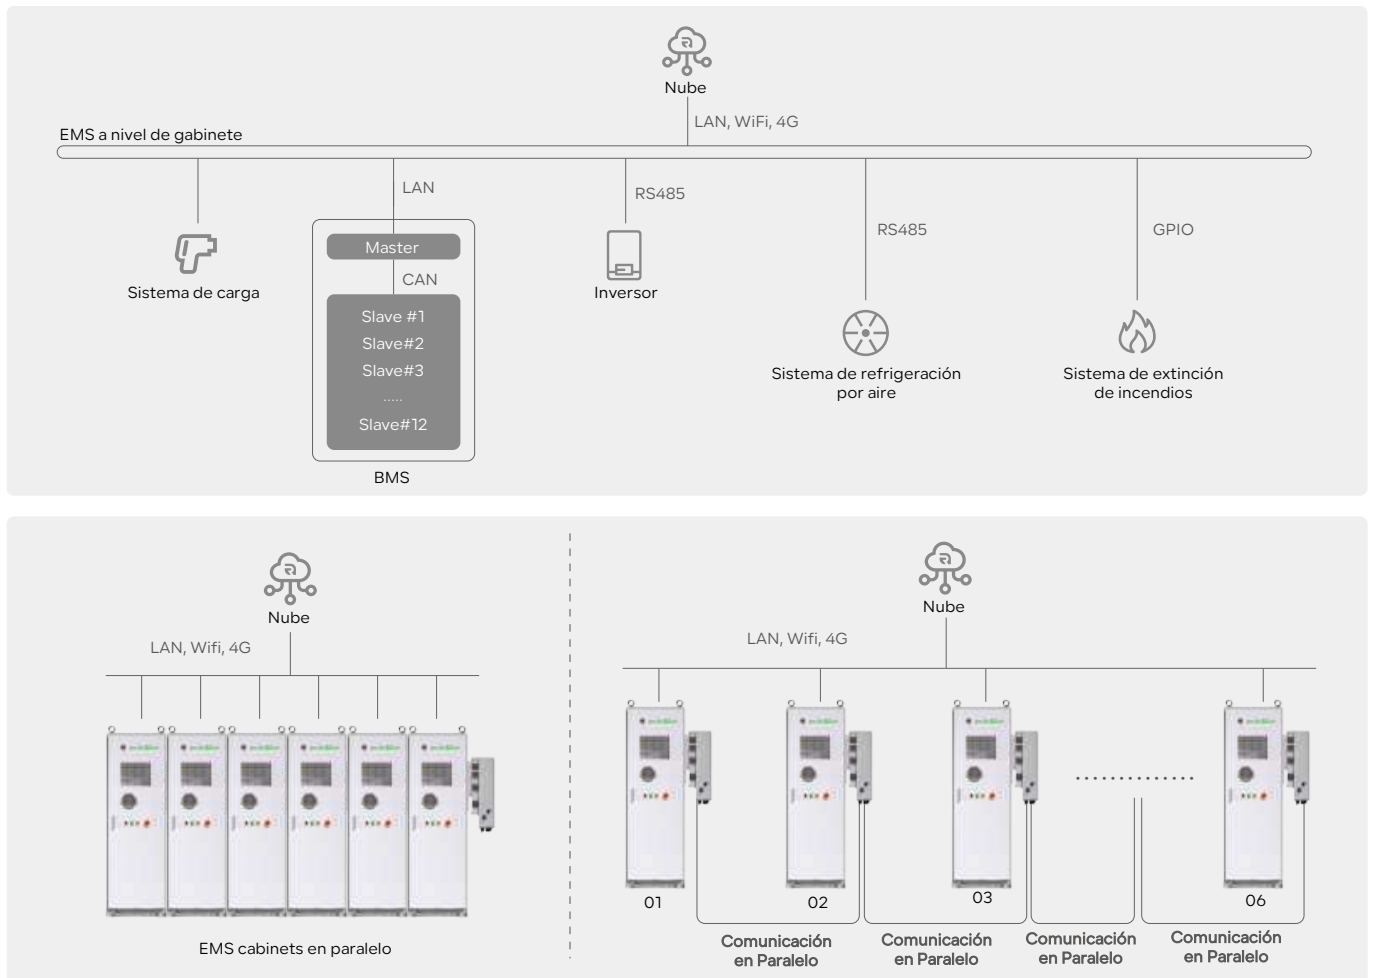 Nube
LAN, WiFi, 4G
EMS a nivel de gabinete
LAN
RS485
RS485
GPIO
Master
CAN
Sistema de carga
Inversor
Slave #1
Slave#2
Slave#3
.....
Slave#12
Sistema de refrigeración
por aire
Sistema de extinción
de incendios
BMS
Nube
LAN, Wifi, 4G
EMS cabinets en paralelo
Nube
LAN, Wifi, 4G
01
02
03
06
Comunicación
en Paralelo
Comunicación
en Paralelo
Comunicación
en Paralelo
Comunicación
en Paralelo